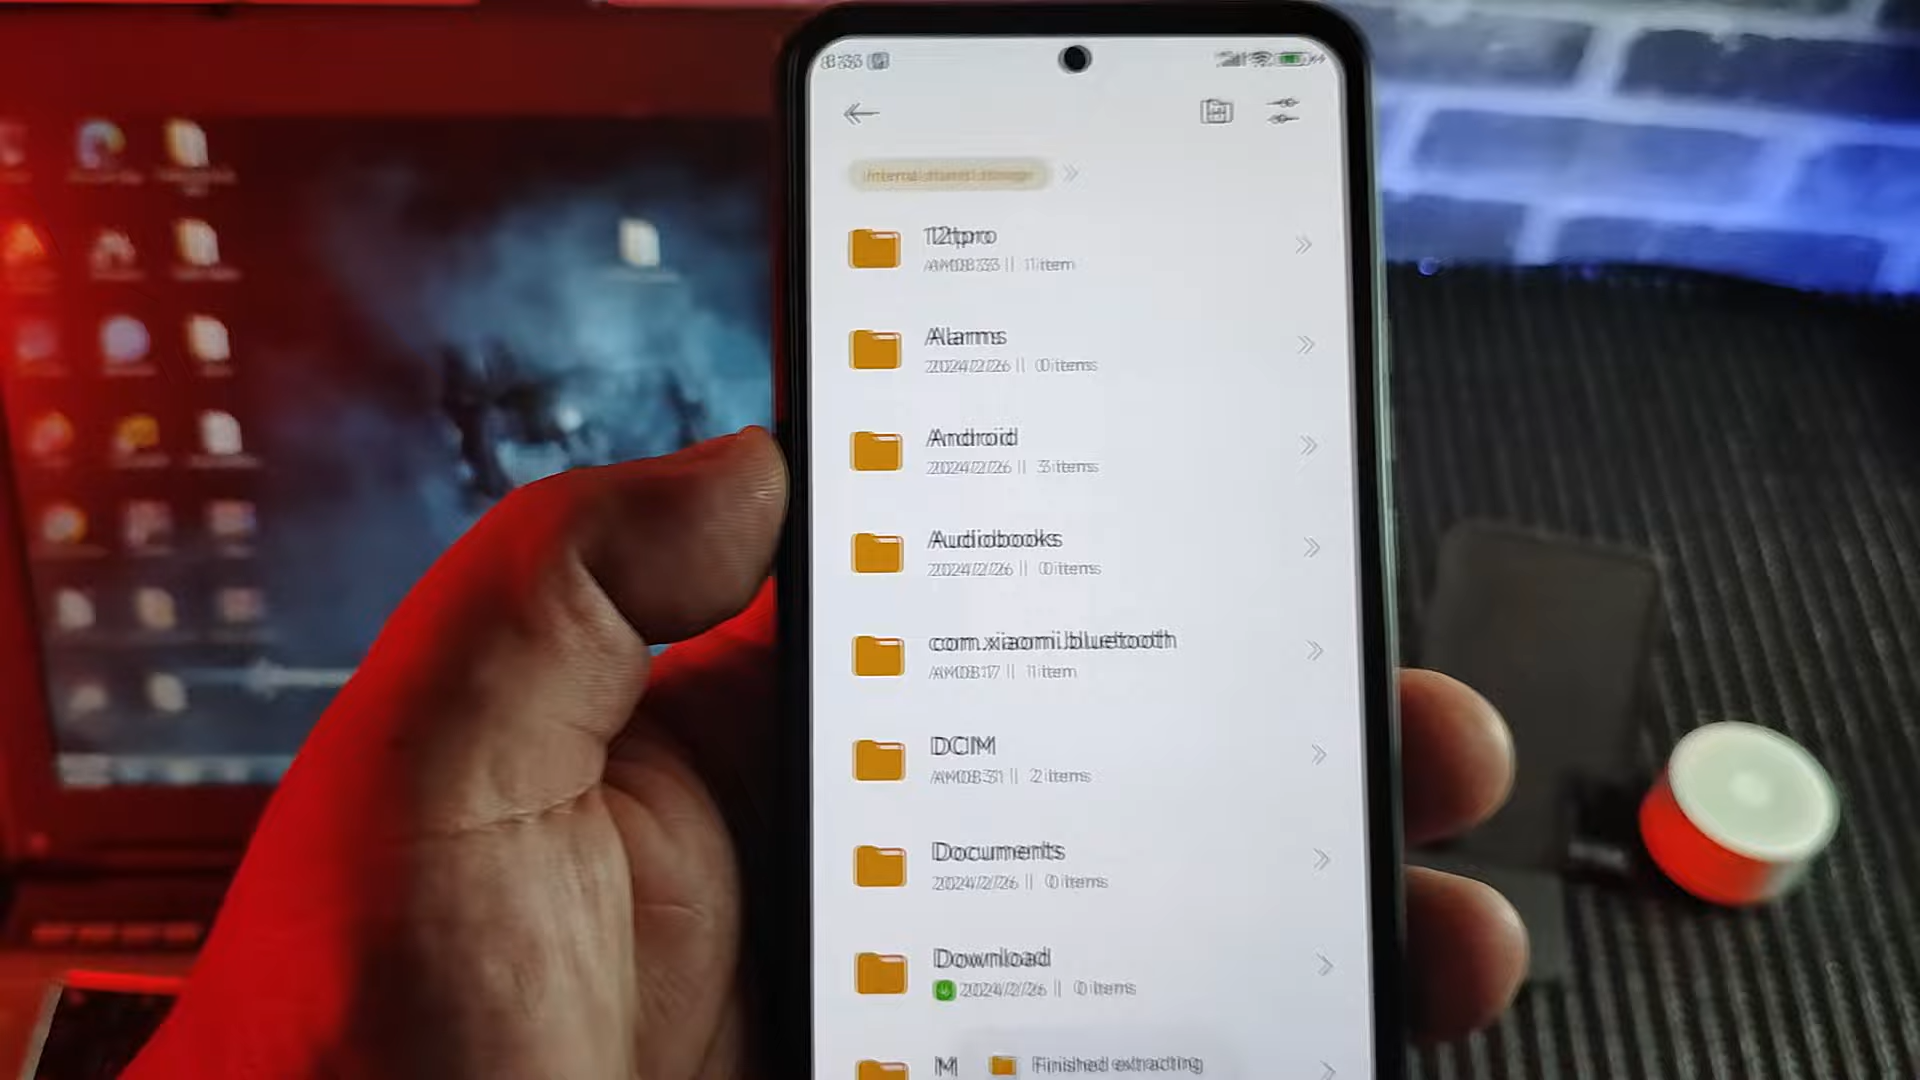 8:33
Internal shared storage
12tpro
AM08:33 | 1 item
Alarms
2024/2/26 | 0 items
Android
2024/2/26 | 3 items
Audiobooks
2024/2/26 | 0 items
com.xiaomi.bluetooth
AM08:17 | 1 item
DCIM
AM08:31 | 2 items
Documents
2024/2/26 | 0 items
Download
2024/2/26 | 0 items
M
Finished extracting